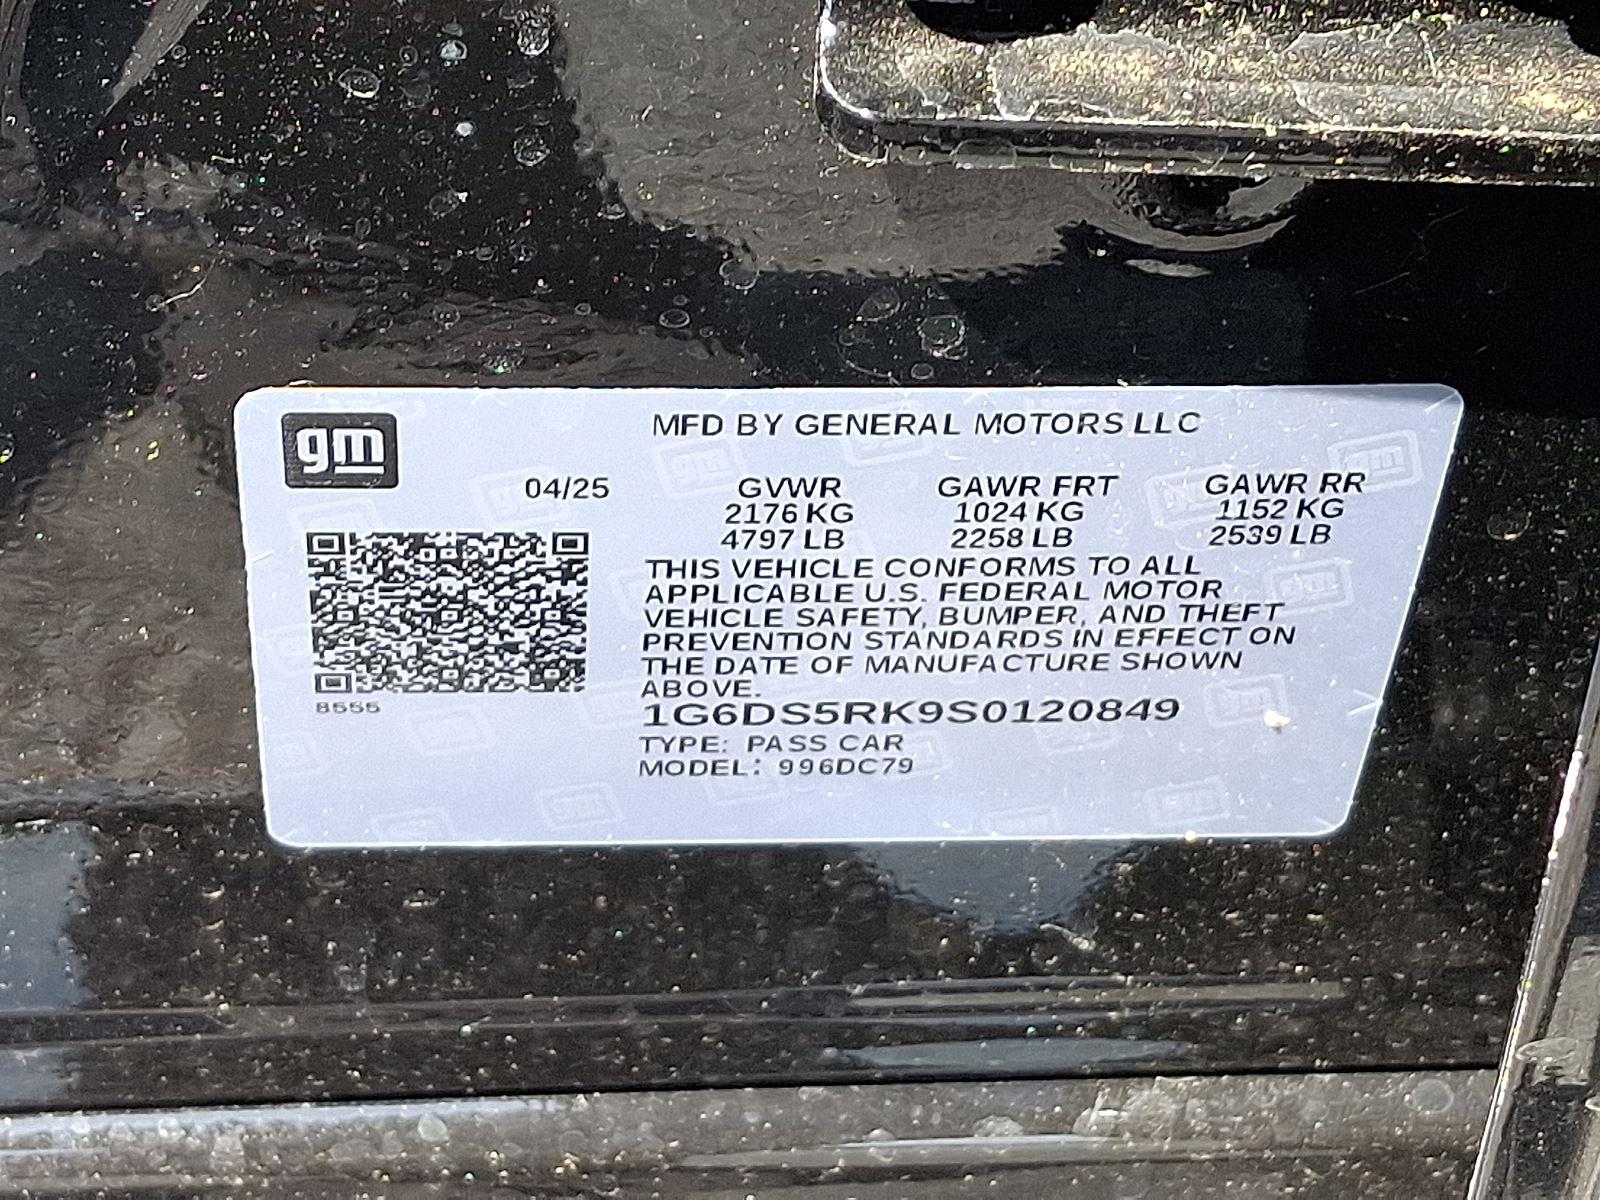 gm
MFD BY GENERAL MOTORS LLC
04/25 GVWR GAWR FRT GAWR RR
2176 KG 1024 KG 1152 KG
4797 LB 2258 LB 2539 LB
THIS VEHICLE CONFORMS TO ALL
APPLICABLE U.S. FEDERAL MOTOR
VEHICLE SAFETY, BUMPER, AND THEFT
PREVENTION STANDARDS IN EFFECT ON
THE DATE OF MANUFACTURE SHOWN
ABOVE.
8555
1G6DS5RK9S0120849
TYPE: PASS CAR
MODEL: 996DC79